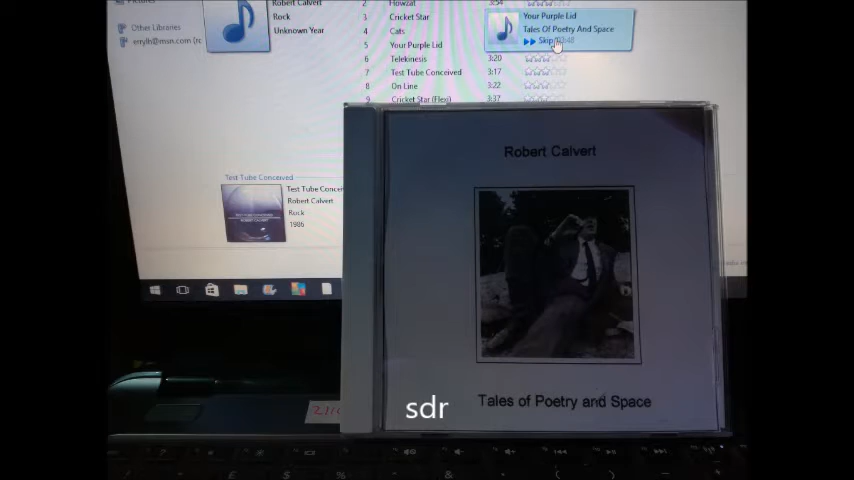 Robert Calvert
Rock
Unknown Year
Other Libraries
2 Howzat 3:54
3 Cricket Star
4 Cats
5 Your Purple Lid
6 Telekinesis 3:20
7 Test Tube Conceived 3:17
8 On Line 3:22
9 Cricket Star (Flexi) 3:37
Your Purple Lid
Tales Of Poetry And Space
Skip
Test Tube Conceived
Test Tube Concei
Robert Calvert
Rock
1986
Robert Calvert
sdr
Tales of Poetry and Space